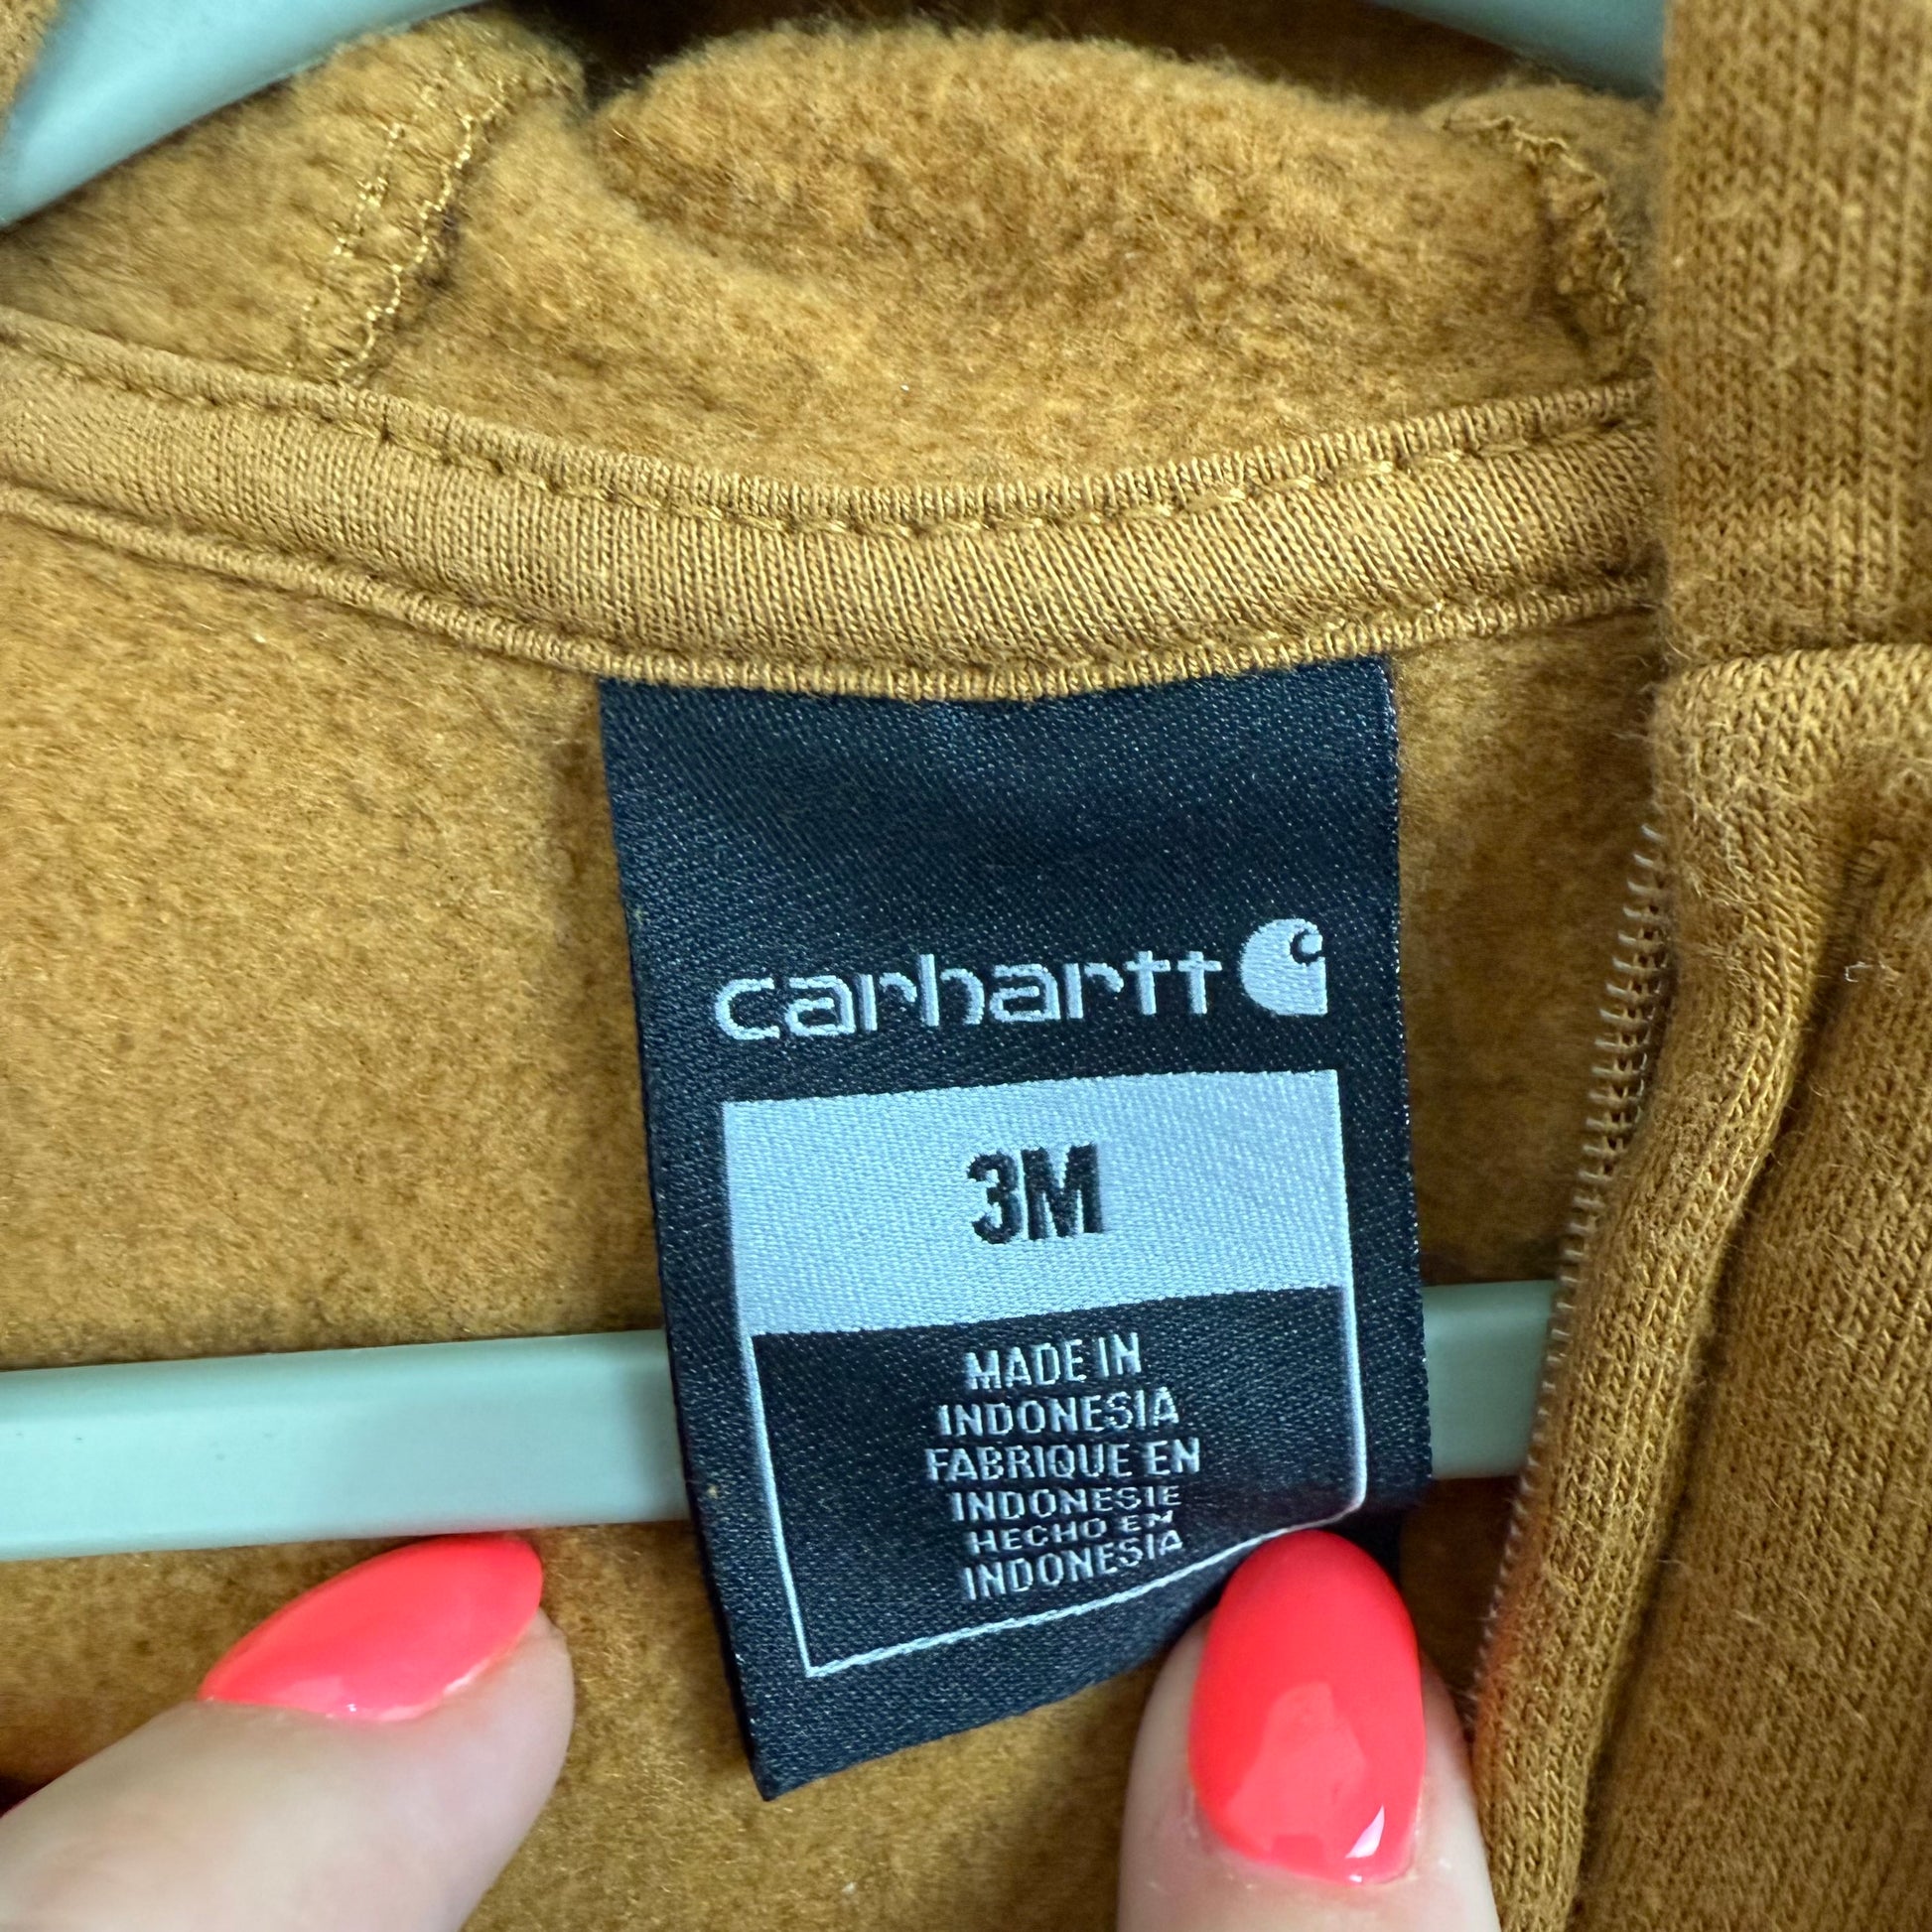 carhartt
3M
MADE IN
INDONESIA
FABRIQUE EN
INDONESIE
HECHO EN
INDONESIA